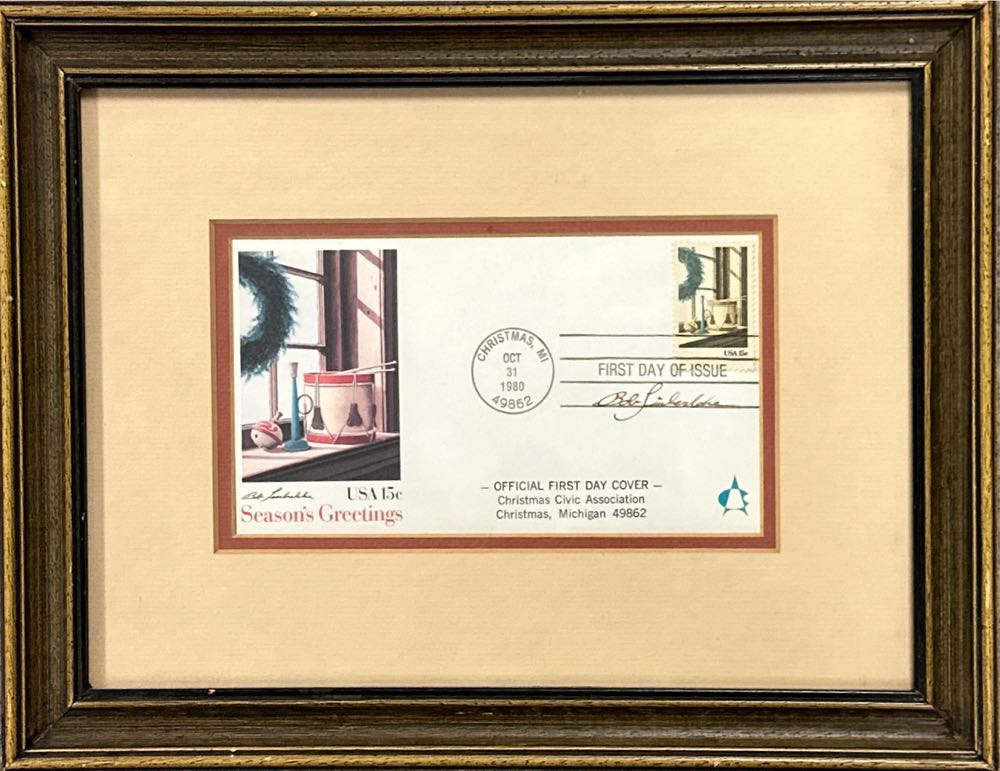 USA 15c
CHRISTMAS, MI
OCT
31
1980
49862
FIRST DAY OF ISSUE
USA 15c
Season's Greetings
— OFFICIAL FIRST DAY COVER —
Christmas Civic Association
Christmas, Michigan 49862